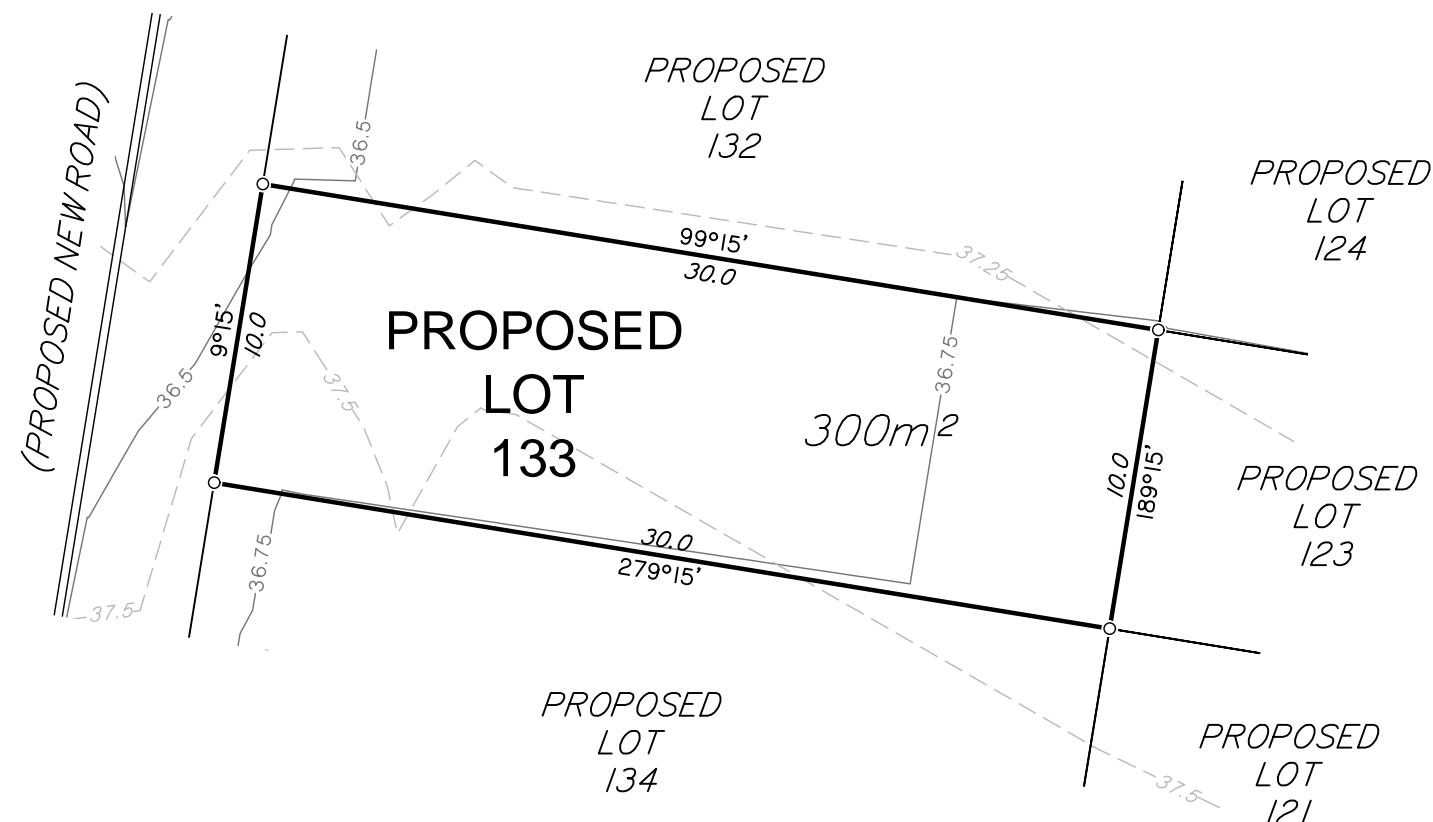 PROPOSED
LOT
132
PROPOSED
LOT
124
(PROPOSED NEW ROAD)
36.5
99°15'
30.0
37.25
9°15'
10.0
PROPOSED
LOT
133
36.75
36.5
37.5
300m²
10.0
189°15'
PROPOSED
LOT
123
30.0
279°15'
36.75
37.5
PROPOSED
LOT
134
PROPOSED
LOT
121
37.5